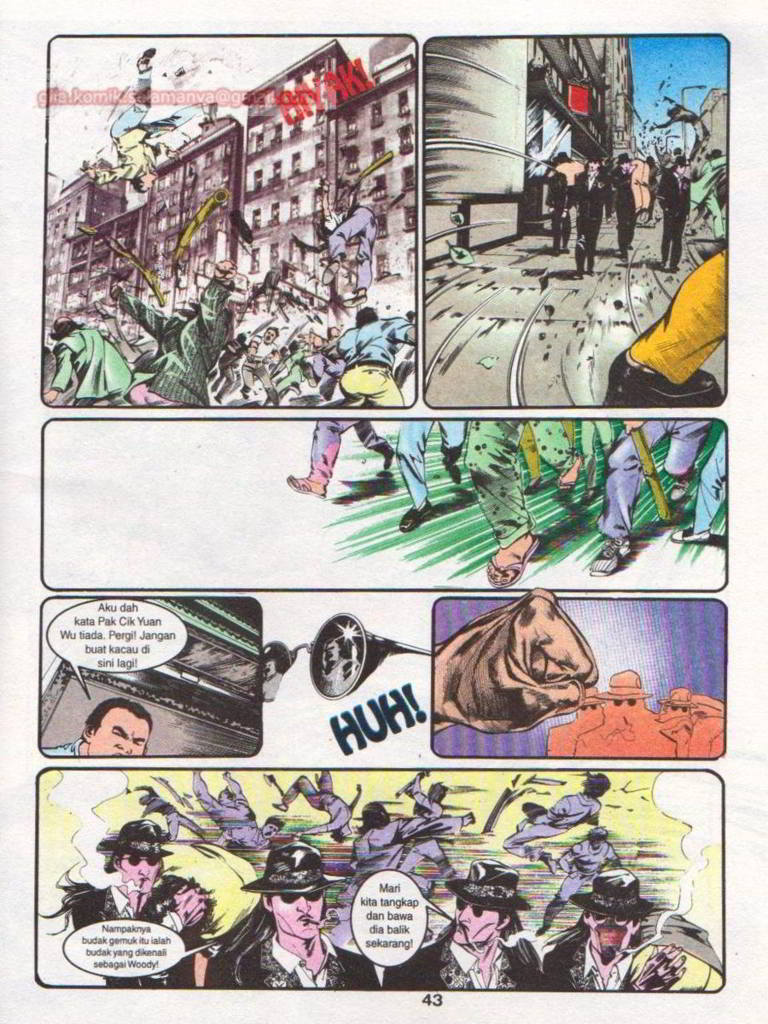 HIYAK!
Aku dah
kata Pak Cik Yuan
Wu tiada. Pergi! Jangan
buat kacau di
sini lagi!
HUH!
Nampaknya
budak gemuk itu ialah
budak yang dikenali
sebagai Woody!
Mari
kita tangkap
dan bawa
dia balik
sekarang!
43